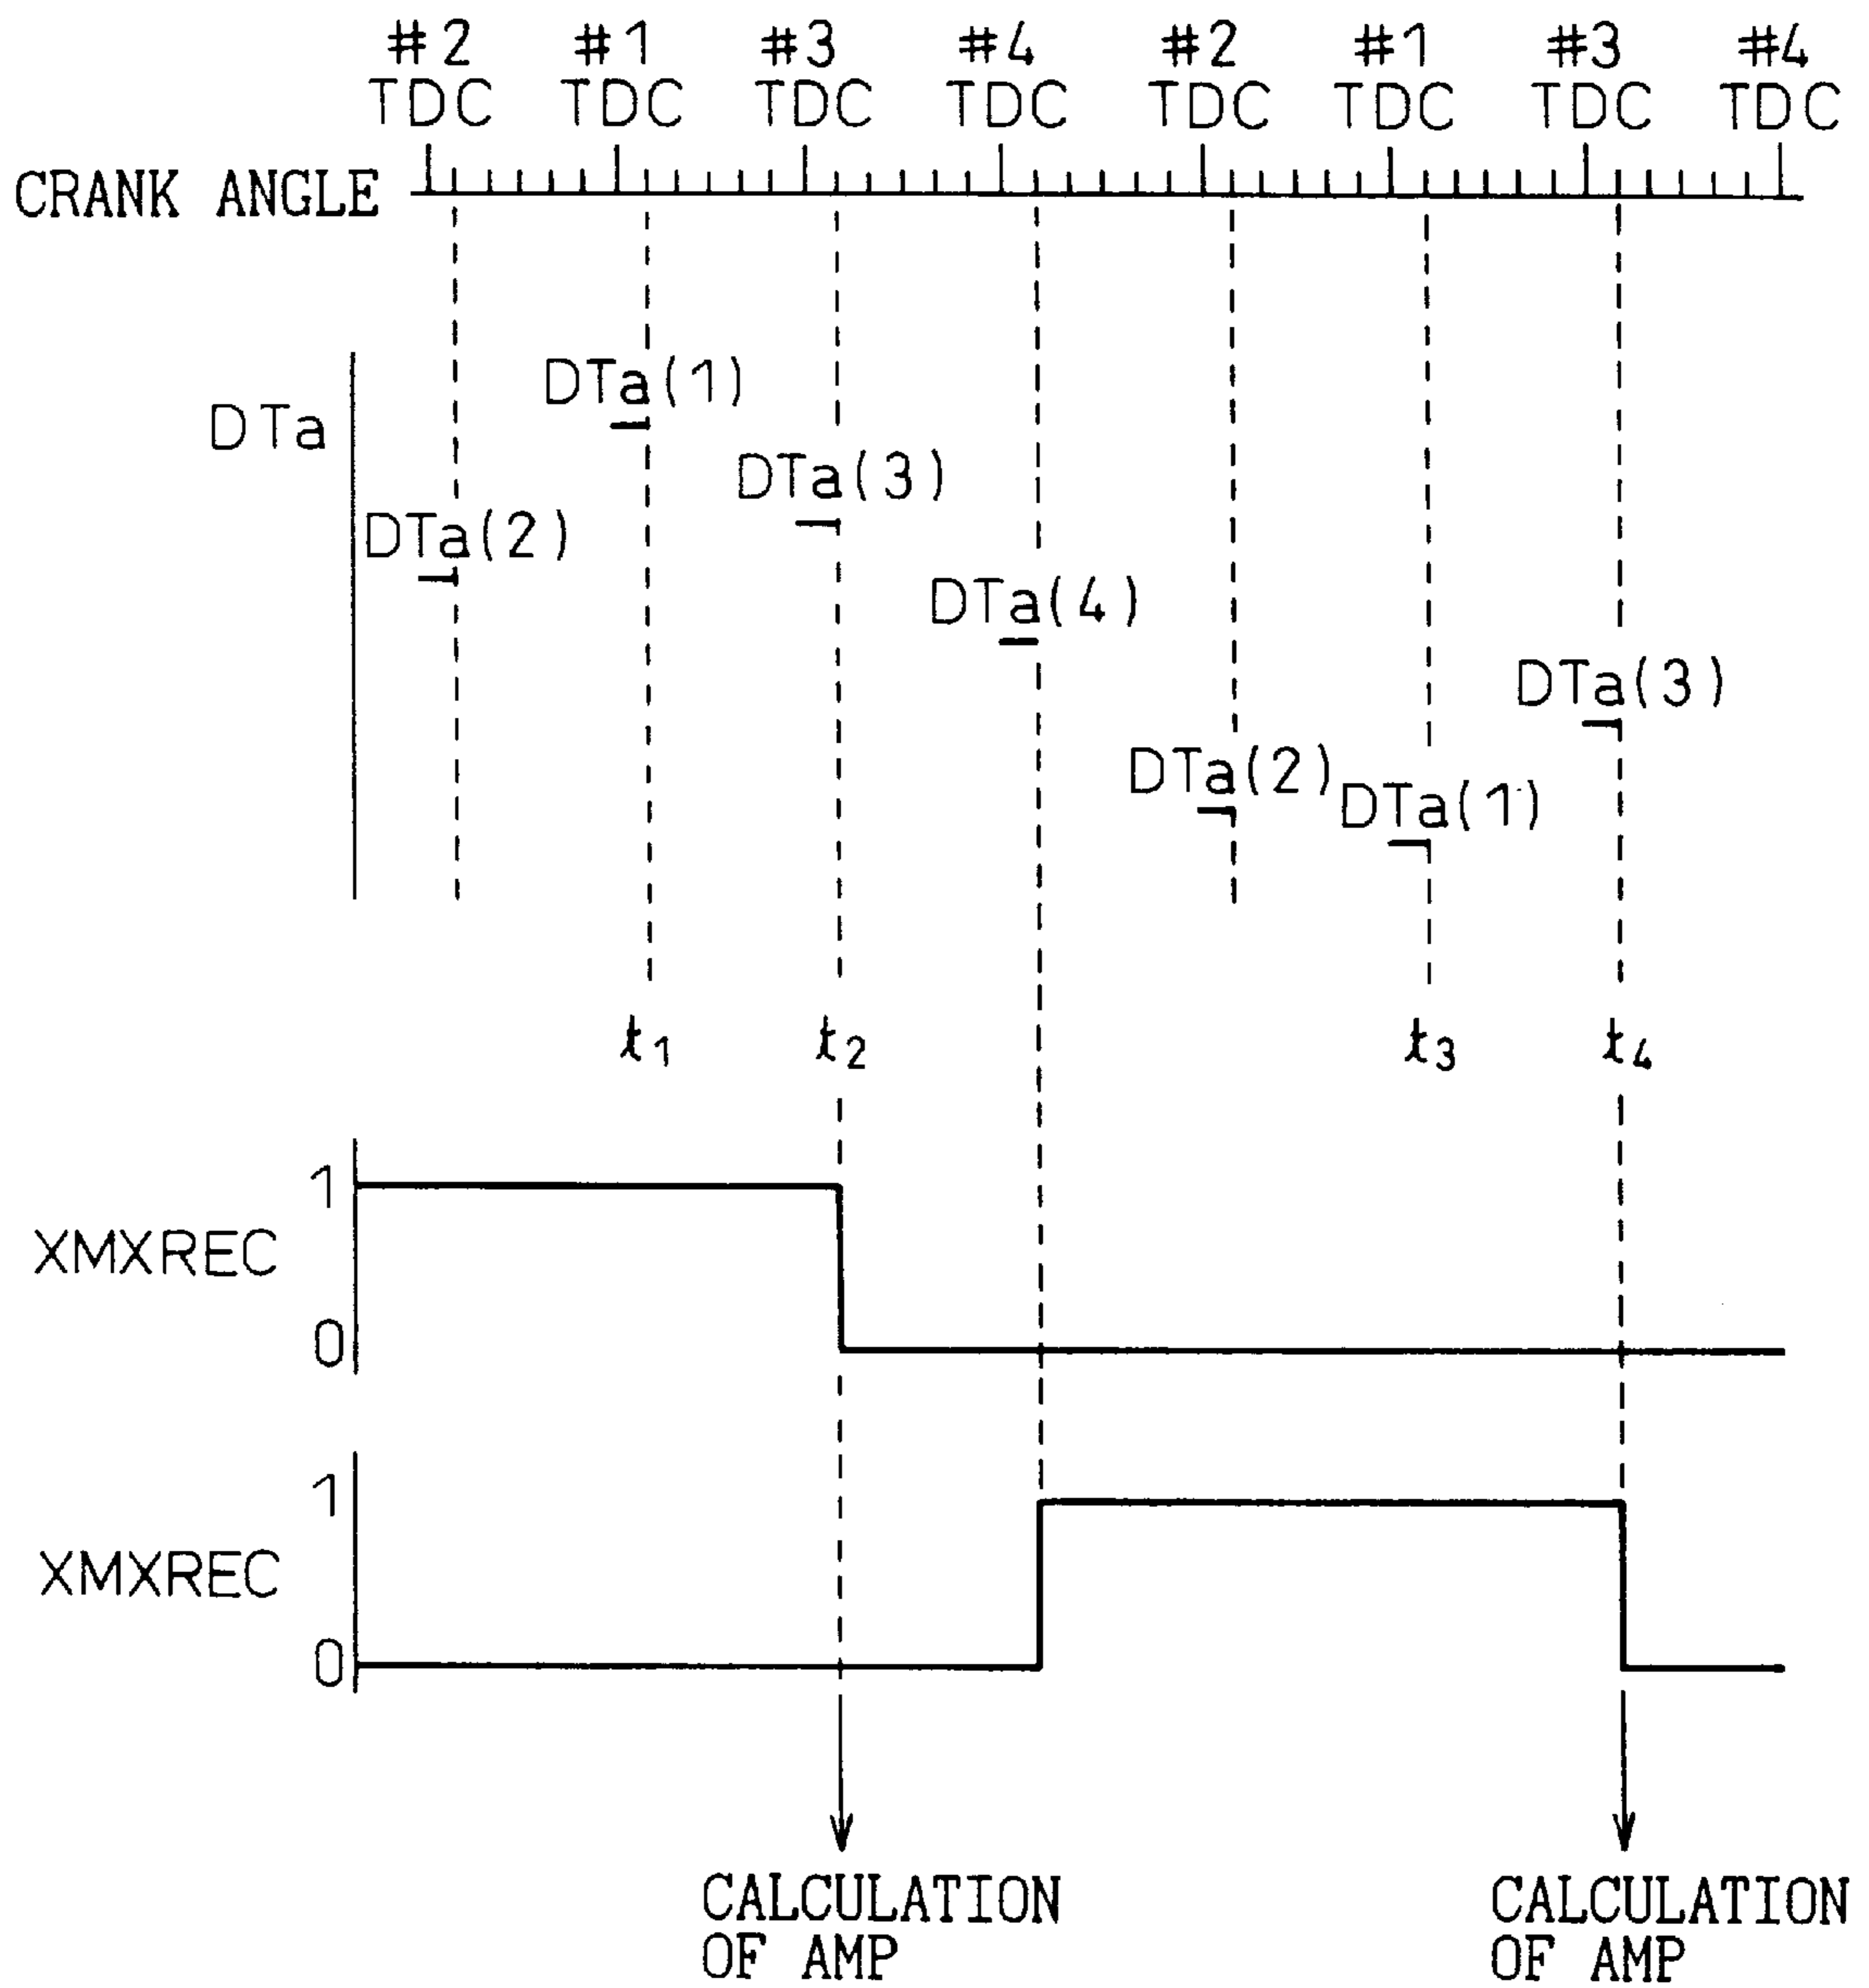 #2 #1 #3 #4 #2 #1 #3 #4
TDC TDC TDC TDC TDC TDC TDC TDC
CRANK ANGLE
DTa
DTa(1)
DTa(3)
DTa(2)
DTa(4)
DTa(3)
DTa(2)
DTa(1)
t1 t2 t3 t4
1
XMXREC
0
1
XMXREC
0
CALCULATION CALCULATION
OF AMP OF AMP